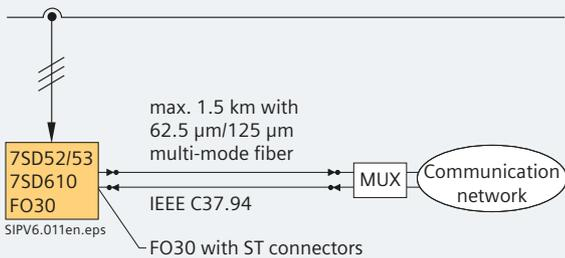 max. 1.5 km with
62.5 µm/125 µm
multi-mode fiber
7SD52/53
7SD610
FO30
MUX
Communication
network
IEEE C37.94
SIPV6.011en.eps
FO30 with ST connectors